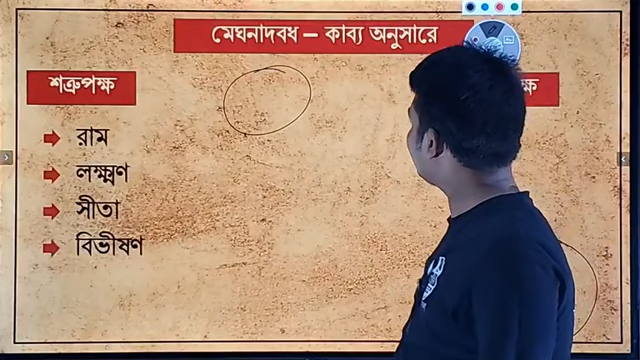 মেঘনাদবধ – কাব্য অনুসারে
শত্রুপক্ষ
রাম
লক্ষ্মণ
সীতা
বিভীষণ